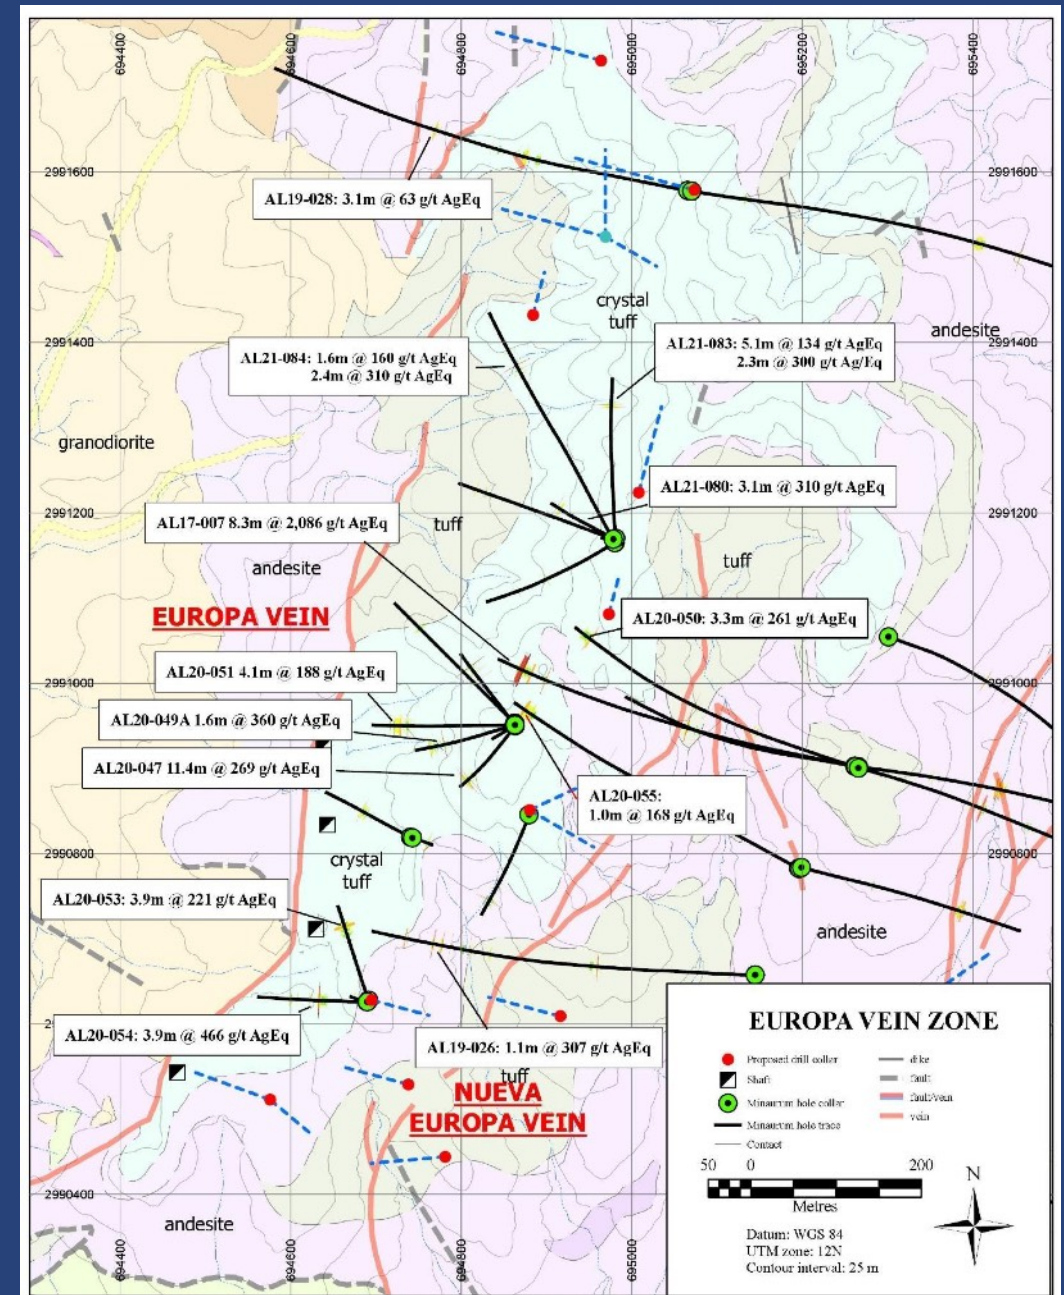 694400
694600
694800
695000
695200
695400
2991600
2991600
AL19-028: 3.1m @ 63 g/t AgEq
crystal
tuff
andesite
2991400
2991400
AL21-084: 1.6m @ 160 g/t AgEq
2.4m @ 310 g/t AgEq
AL21-083: 5.1m @ 134 g/t AgEq
2.3m @ 300 g/t Ag/Eq
granodiorite
AL21-080: 3.1m @ 310 g/t AgEq
2991200
2991200
AL17-007 8.3m @ 2,086 g/t AgEq
tuff
tuff
andesite
EUROPA VEIN
AL20-050: 3.3m @ 261 g/t AgEq
AL20-051 4.1m @ 188 g/t AgEq
2991000
2991000
AL20-049A 1.6m @ 360 g/t AgEq
AL20-047 11.4m @ 269 g/t AgEq
AL20-055:
1.0m @ 168 g/t AgEq
2990800
2990800
crystal
tuff
AL20-053: 3.9m @ 221 g/t AgEq
andesite
AL20-054: 3.9m @ 466 g/t AgEq
AL19-026: 1.1m @ 307 g/t AgEq
tuff
NUEVA
EUROPA VEIN
2990400
andesite
694400
694600
694800
695000
EUROPA VEIN ZONE
Proposed drill collar
Shaft
Minaurum hole collar
Minaurum hole trace
Contact
dike
fault
fault/vein
vein
50 0 200
Metres
N
Datum: WGS 84
UTM zone: 12N
Contour interval: 25 m